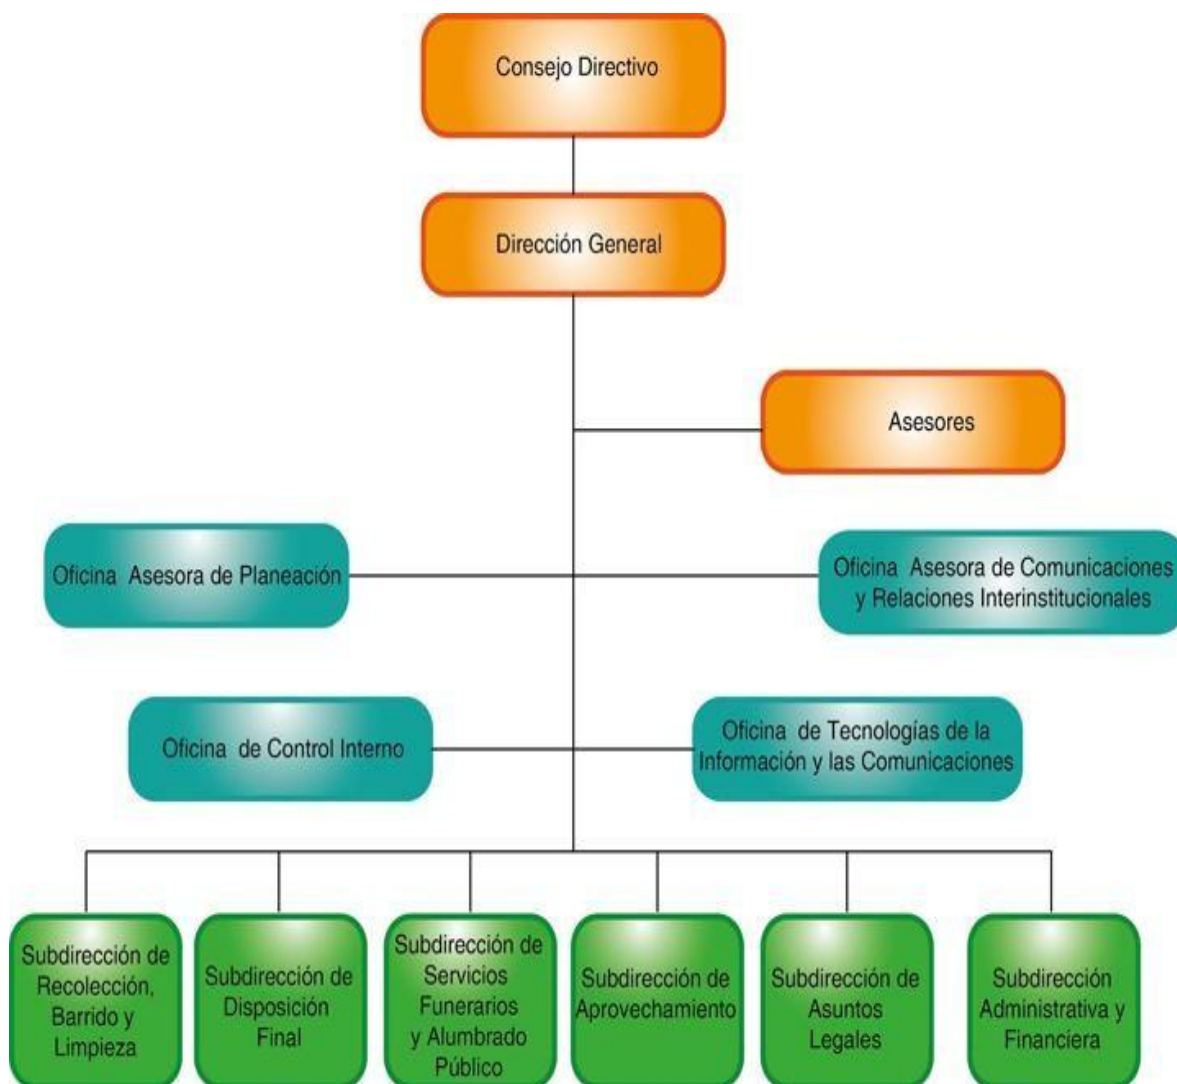 Consejo Directivo
Dirección General
Asesores
Oficina Asesora de Planeación
Oficina Asesora de Comunicaciones
y Relaciones Interinstitucionales
Oficina de Control Interno
Oficina de Tecnologías de la
Información y las Comunicaciones
Subdirección de
Recolección,
Barrido y
Limpieza
Subdirección de
Disposición
Final
Subdirección de
Servicios
Funerarios
y Alumbrado
Público
Subdirección de
Aprovechamiento
Subdirección de
Asuntos
Legales
Subdirección
Administrativa y
Financiera